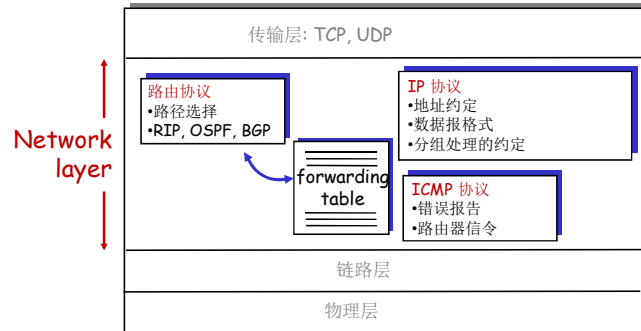 传输层: TCP, UDP
Network
layer
路由协议
•路径选择
•RIP, OSPF, BGP
forwarding
table
IP 协议
•地址约定
•数据报格式
•分组处理的约定
ICMP 协议
•错误报告
•路由器信令
链路层
物理层